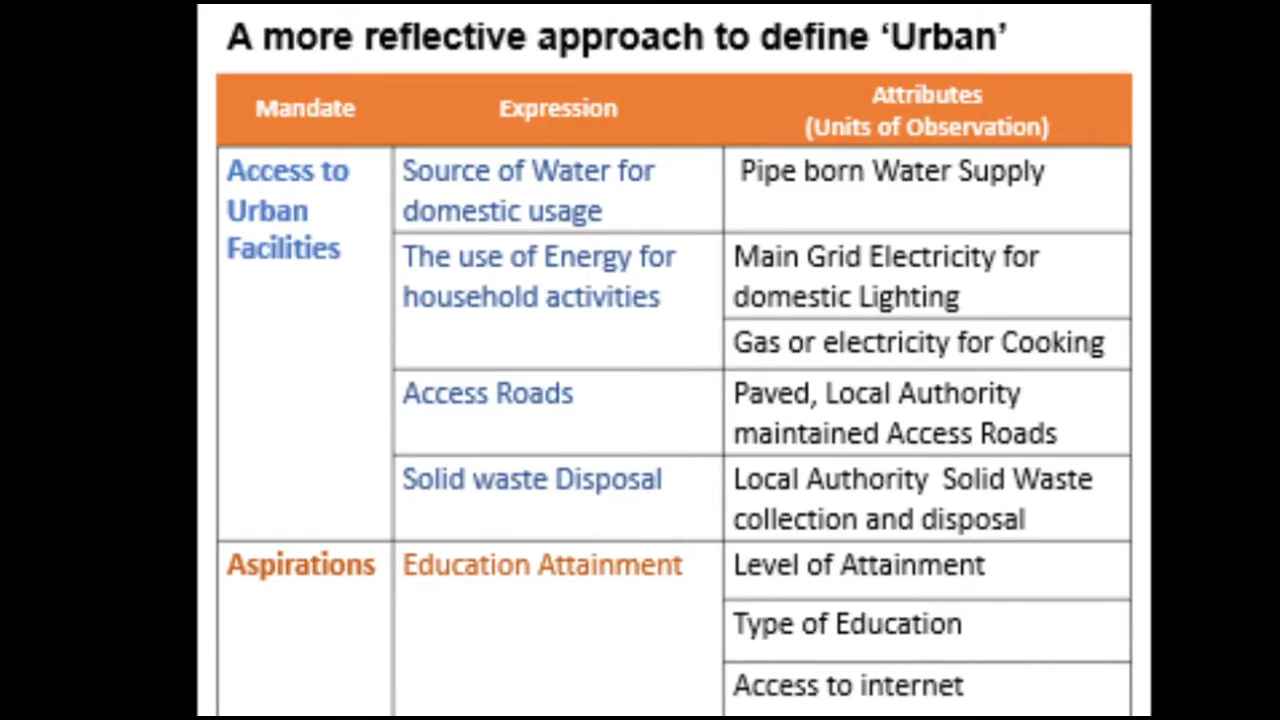 A more reflective approach to define ‘Urban’
Mandate
Expression
Attributes
(Units of Observation)
Access to
Urban
Facilities
Source of Water for
domestic usage
Pipe born Water Supply
The use of Energy for
household activities
Main Grid Electricity for
domestic Lighting
Gas or electricity for Cooking
Access Roads
Paved, Local Authority
maintained Access Roads
Solid waste Disposal
Local Authority  Solid Waste
collection and disposal
Aspirations
Education Attainment
Level of Attainment
Type of Education
Access to internet